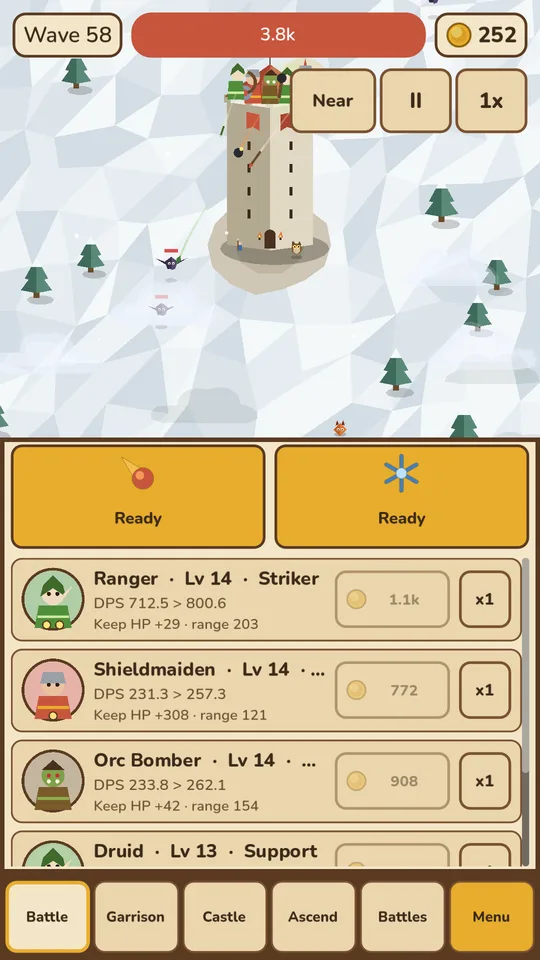 Wave 58
3.8k
252
Near
1x
Ready
Ready
Ranger · Lv 14 · Striker
DPS 712.5 > 800.6
Keep HP +29 · range 203
1.1k
x1
Shieldmaiden · Lv 14 · ...
DPS 231.3 > 257.3
Keep HP +308 · range 121
772
x1
Orc Bomber · Lv 14 · ...
DPS 233.8 > 262.1
Keep HP +42 · range 154
908
x1
Druid · Lv 13 · Support
Battle
Garrison
Castle
Ascend
Battles
Menu